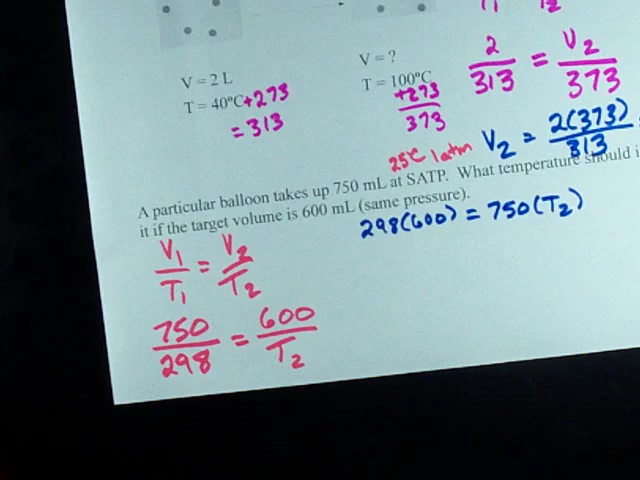 V = 2 L
T = 40°C +273
= 313
V = ?
T = 100°C
+273
373
2/313 = V₂/373
V₂ = 2(373)/313
25°C 1atm
A particular balloon takes up 750 mL at SATP. What temperature should
it if the target volume is 600 mL (same pressure).
298(600) = 750(T₂)
V₁/T₁ = V₂/T₂
750/298 = 600/T₂